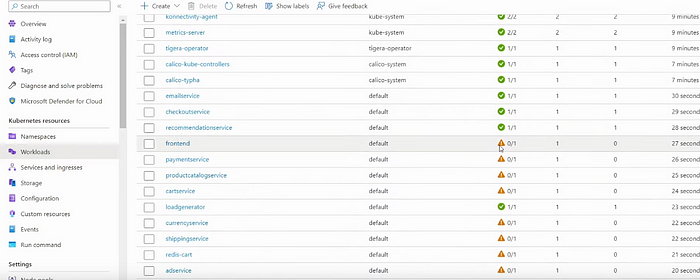 Search
Create
Delete
Refresh
Show labels
Give feedback
Overview
Activity log
Access control (IAM)
Tags
Diagnose and solve problems
Microsoft Defender for Cloud
Kubernetes resources
Namespaces
Workloads
Services and ingresses
Storage
Configuration
Custom resources
Events
Run command
Settings
connectivity-agent kube-system 2/2 2 2 9 minute
metrics-server kube-system 2/2 2 2 9 minute
tigera-operator tigera-operator 1/1 1 1 9 minute
calico-kube-controllers calico-system 1/1 1 1 7 minute
calico-typha calico-system 1/1 1 1 7 minute
emailservice default 1/1 1 1 30 second
checkoutservice default 1/1 1 1 29 second
recommendationservice default 1/1 1 1 28 second
frontend default 0/1 1 0 27 second
paymentservice default 0/1 1 0 26 second
productcatalogservice default 0/1 1 0 25 second
cartservice default 0/1 1 0 24 second
loadgenerator default 1/1 1 1 23 second
currencyservice default 0/1 1 0 22 second
shippingservice default 0/1 1 0 22 second
redis-cart default 0/1 1 0 21 second
adservice default 0/1 1 0 20 second